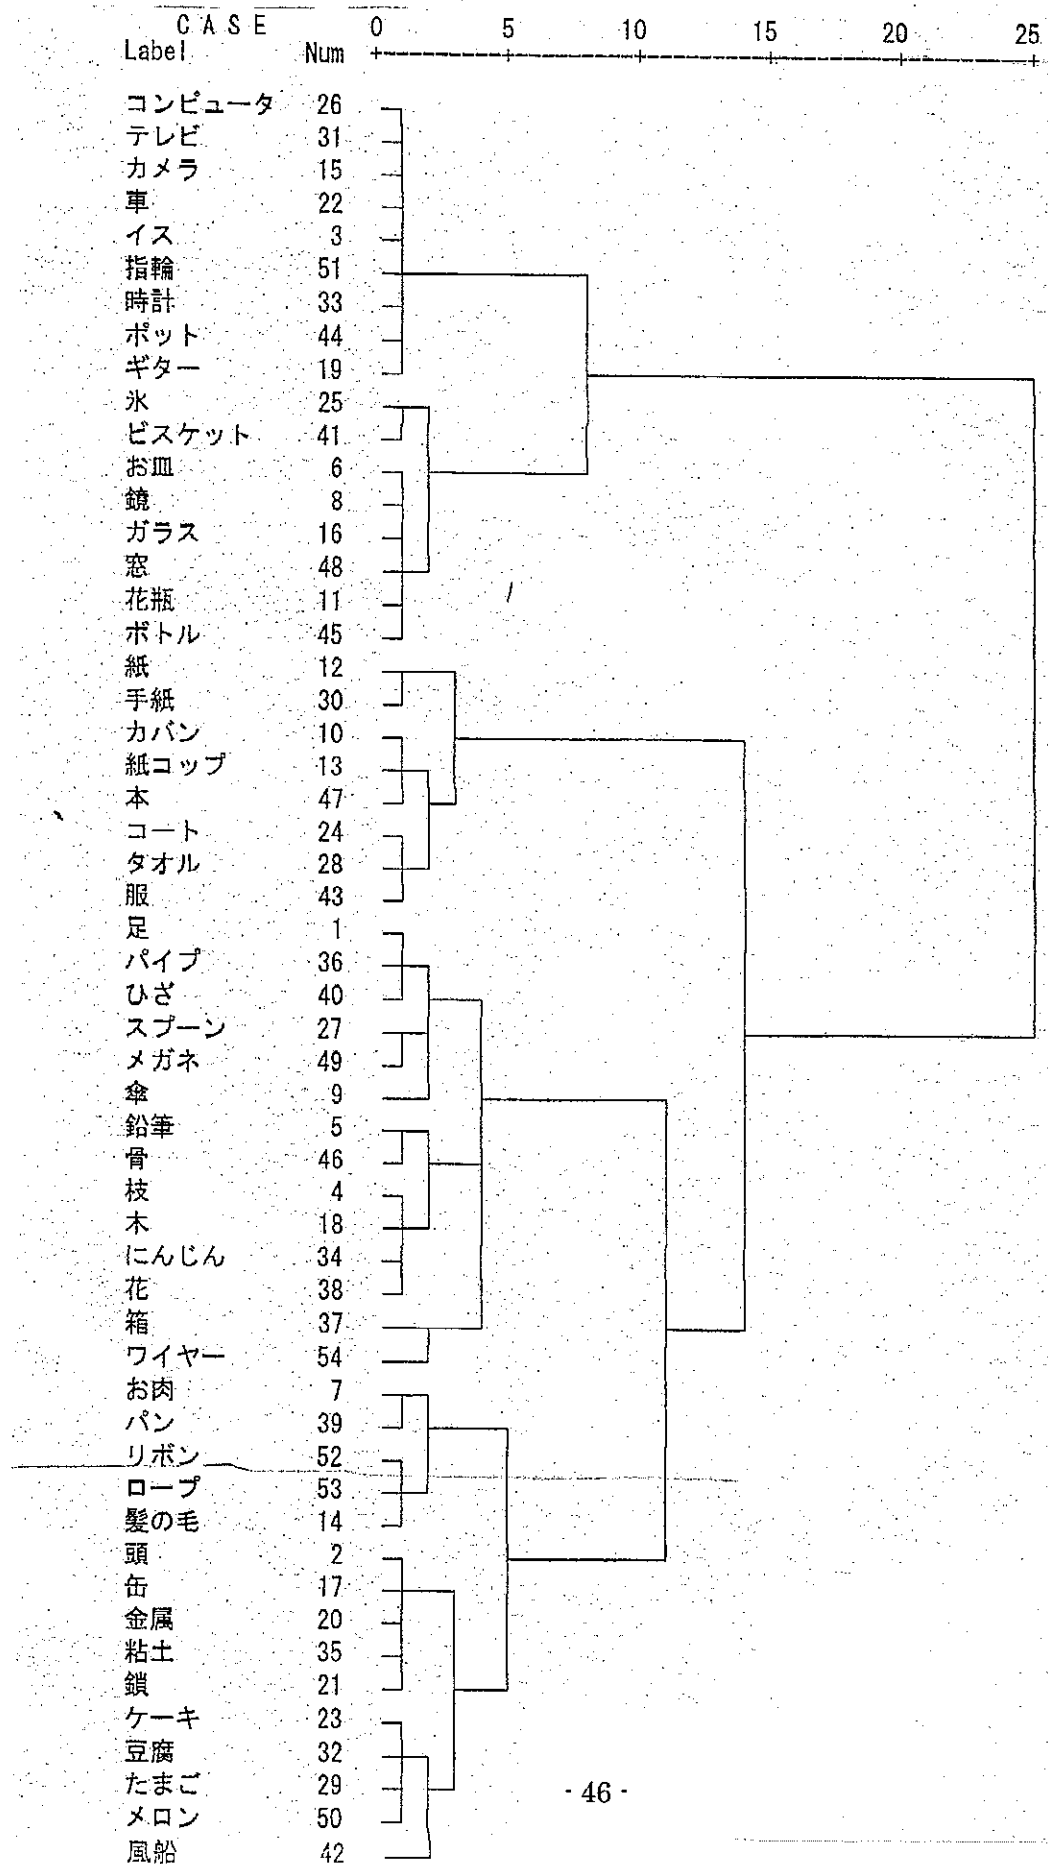 C A S E 0 5 10 15 20 25
Label Num
コンピュータ 26
テレビ 31
カメラ 15
車 22
イス 3
指輪 51
時計 33
ポット 44
ギター 19
氷 25
ビスケット 41
お皿 6
鏡 8
ガラス 16
窓 48
花瓶 11
ボトル 45
紙 12
手紙 30
カバン 10
紙コップ 13
本 47
コート 24
タオル 28
服 43
足 1
パイプ 36
ひざ 40
スプーン 27
メガネ 49
傘 9
鉛筆 5
骨 46
枝 4
木 18
にんじん 34
花 38
箱 37
ワイヤー 54
お肉 7
パン 39
リボン 52
ロープ 53
髪の毛 14
頭 2
缶 17
金属 20
粘土 35
鎖 21
ケーキ 23
豆腐 32
たまご 29
メロン 50
風船 42
- 46 -